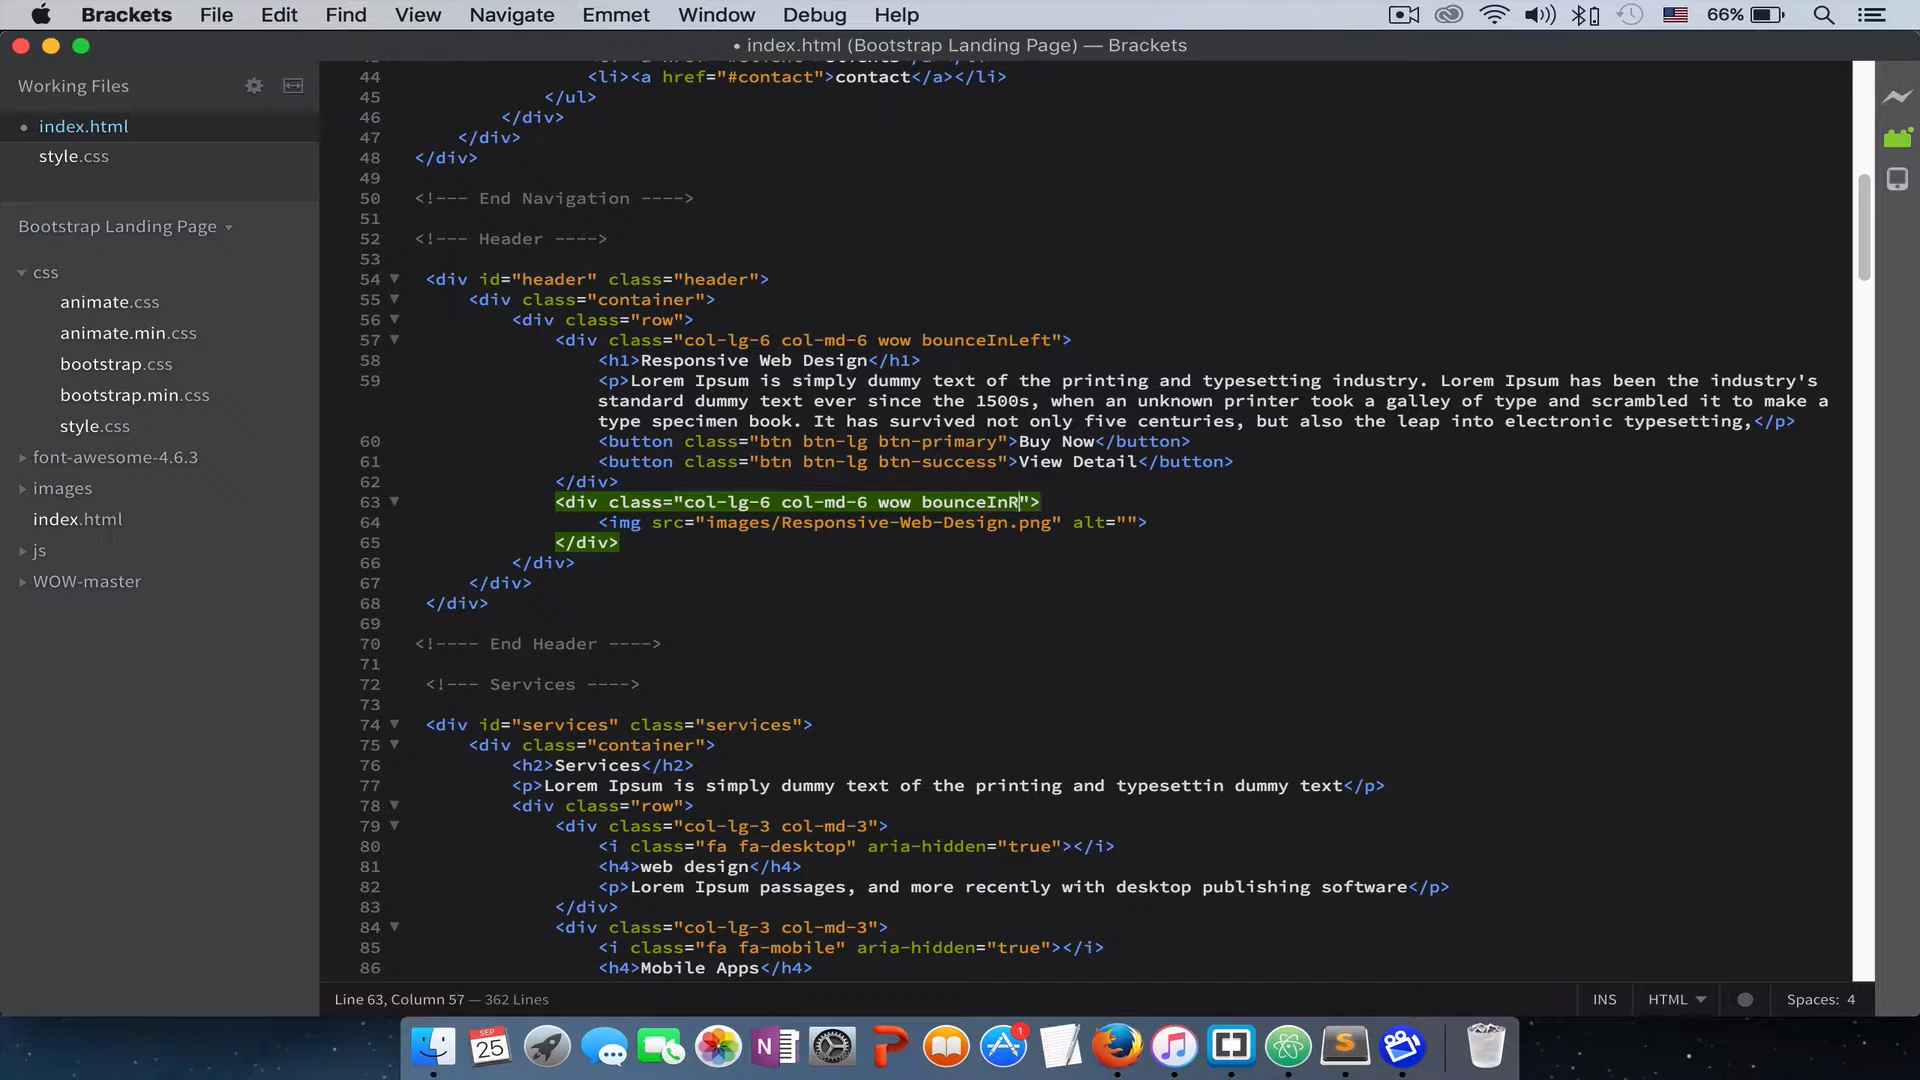 Brackets File Edit Find View Navigate Emmet Window Debug Help 66%
• index.html (Bootstrap Landing Page) — Brackets
Working Files
index.html
style.css
Bootstrap Landing Page
css
animate.css
animate.min.css
bootstrap.css
bootstrap.min.css
style.css
font-awesome-4.6.3
images
index.html
js
WOW-master
44 <li><a href="#contact">contact</a></li>
45 </ul>
46 </div>
47 </div>
48 </div>
49
50 <!--- End Navigation ---->
51
52 <!--- Header ---->
53
54 <div id="header" class="header">
55 <div class="container">
56 <div class="row">
57 <div class="col-lg-6 col-md-6 wow bounceInLeft">
58 <h1>Responsive Web Design</h1>
59 <p>Lorem Ipsum is simply dummy text of the printing and typesetting industry. Lorem Ipsum has been the industry's
standard dummy text ever since the 1500s, when an unknown printer took a galley of type and scrambled it to make a
type specimen book. It has survived not only five centuries, but also the leap into electronic typesetting,</p>
60 <button class="btn btn-lg btn-primary">Buy Now</button>
61 <button class="btn btn-lg btn-success">View Detail</button>
62 </div>
63 <div class="col-lg-6 col-md-6 wow bounceInR">
64 <img src="images/Responsive-Web-Design.png" alt="">
65 </div>
66 </div>
67 </div>
68 </div>
69
70 <!---- End Header ---->
71
72 <!--- Services ---->
73
74 <div id="services" class="services">
75 <div class="container">
76 <h2>Services</h2>
77 <p>Lorem Ipsum is simply dummy text of the printing and typesettin dummy text</p>
78 <div class="row">
79 <div class="col-lg-3 col-md-3">
80 <i class="fa fa-desktop" aria-hidden="true"></i>
81 <h4>web design</h4>
82 <p>Lorem Ipsum passages, and more recently with desktop publishing software</p>
83 </div>
84 <div class="col-lg-3 col-md-3">
85 <i class="fa fa-mobile" aria-hidden="true"></i>
86 <h4>Mobile Apps</h4>
Line 63, Column 57 — 362 Lines INS HTML Spaces: 4
SEP
25
N
1
S